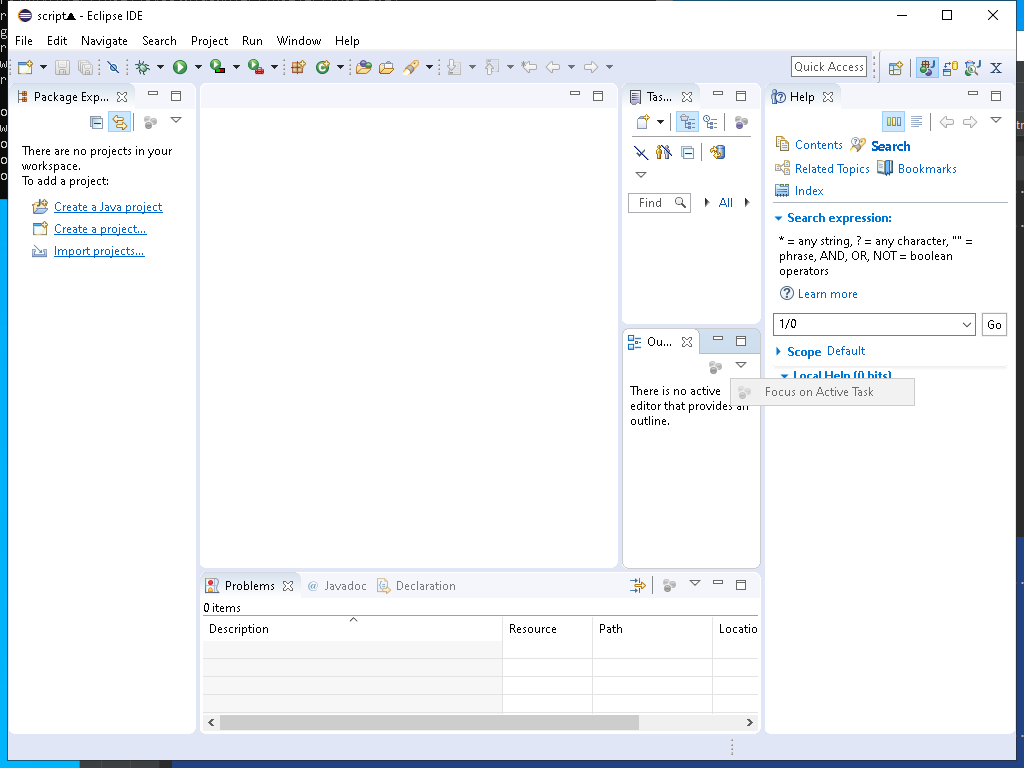 script▲ - Eclipse IDE
File Edit Navigate Search Project Run Window Help
Quick Access
Package Exp...
There are no projects in your
workspace.
To add a project:
Create a Java project
Create a project...
Import projects...
Tas...
Find
All
Ou...
There is no active
editor that provides an
outline.
Focus on Active Task
Help
Contents Search
Related Topics Bookmarks
Index
Search expression:
* = any string, ? = any character, "" =
phrase, AND, OR, NOT = boolean
operators
Learn more
1/0
Go
Scope Default
Local Help (0 hits)
Problems @ Javadoc Declaration
0 items
Description Resource Path Locatio